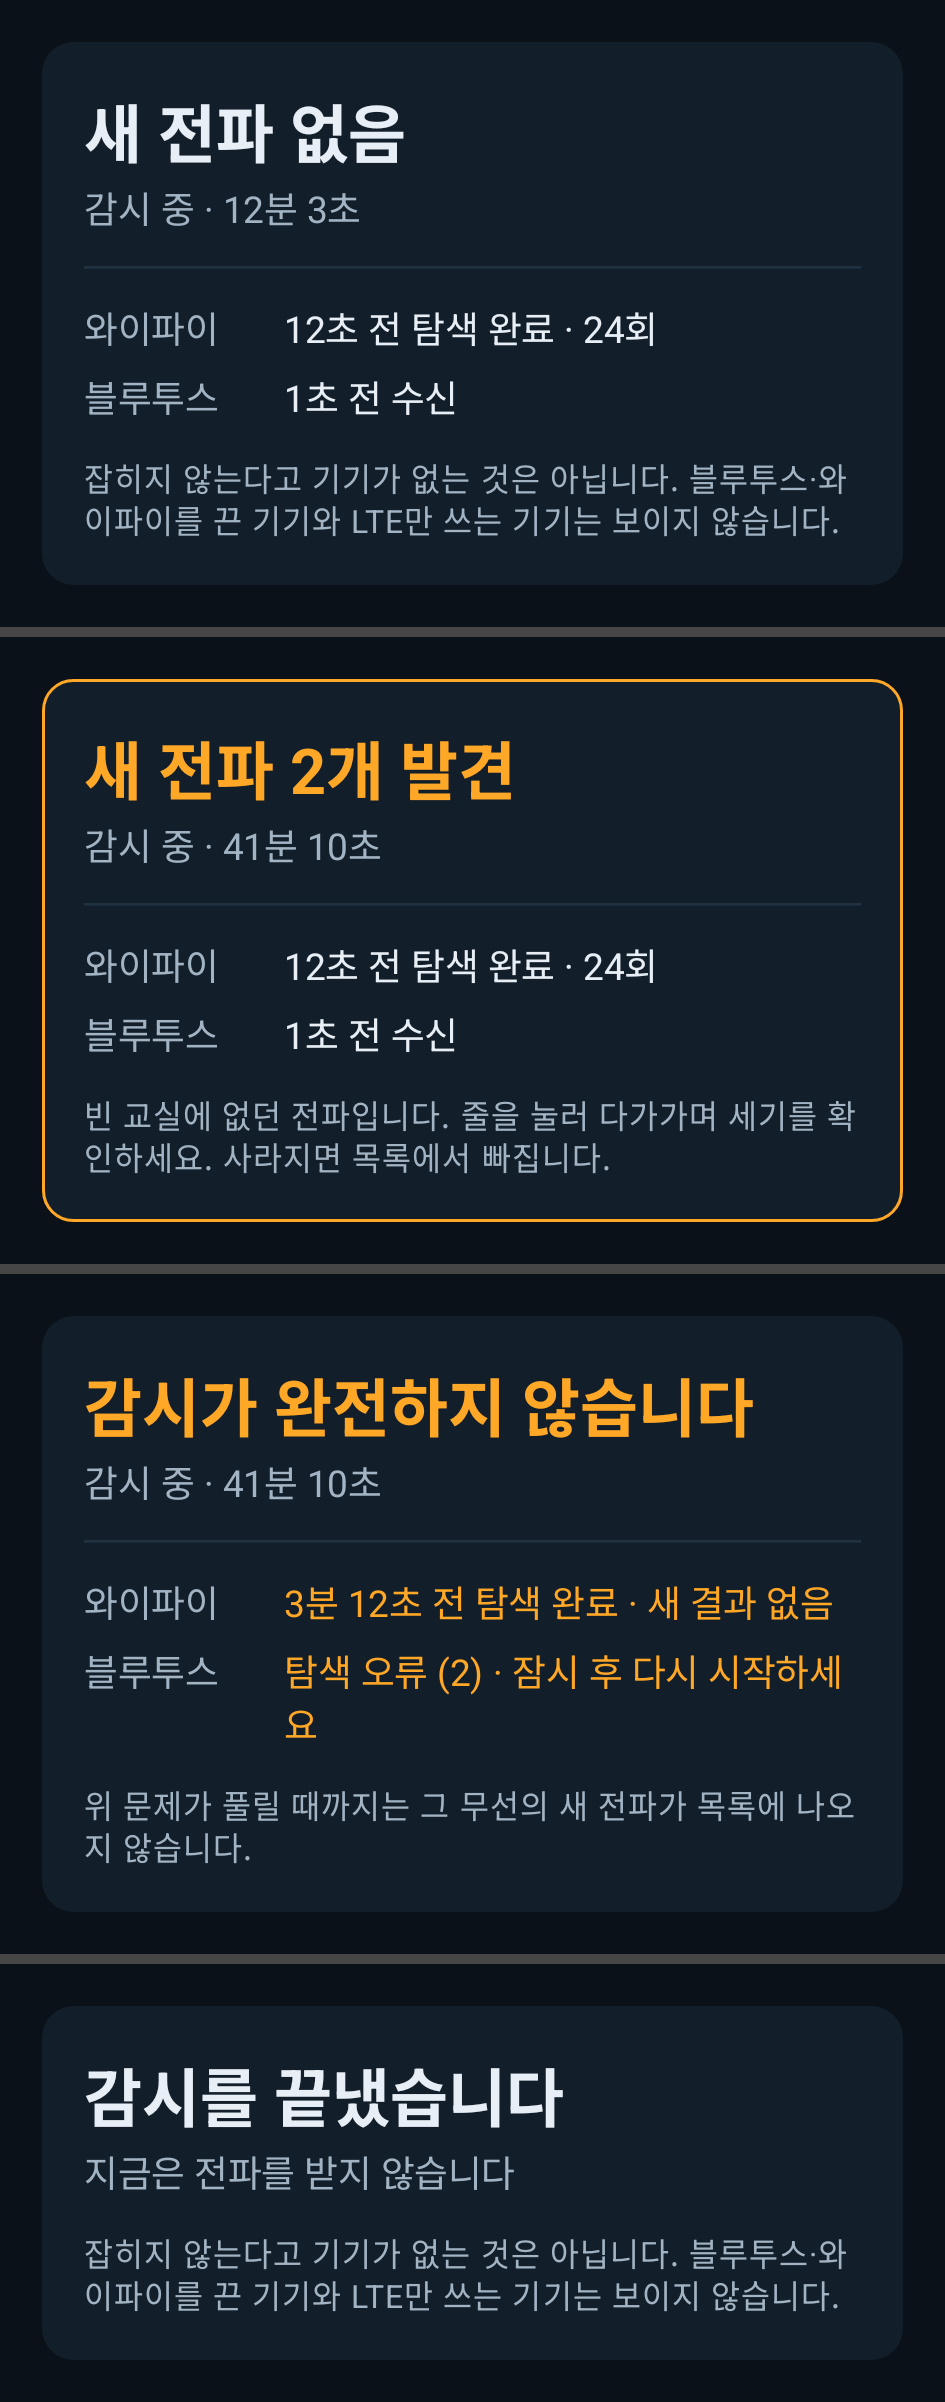 새 전파 없음
감시 중 · 12분 3초
와이파이 12초 전 탐색 완료 · 24회
블루투스 1초 전 수신
잡히지 않는다고 기기가 없는 것은 아닙니다. 블루투스·와
이파이를 끈 기기와 LTE만 쓰는 기기는 보이지 않습니다.
새 전파 2개 발견
감시 중 · 41분 10초
와이파이 12초 전 탐색 완료 · 24회
블루투스 1초 전 수신
빈 교실에 없던 전파입니다. 줄을 눌러 다가가며 세기를 확
인하세요. 사라지면 목록에서 빠집니다.
감시가 완전하지 않습니다
감시 중 · 41분 10초
와이파이 3분 12초 전 탐색 완료 · 새 결과 없음
블루투스 탐색 오류 (2) · 잠시 후 다시 시작하세
요
위 문제가 풀릴 때까지는 그 무선의 새 전파가 목록에 나오
지 않습니다.
감시를 끝냈습니다
지금은 전파를 받지 않습니다
잡히지 않는다고 기기가 없는 것은 아닙니다. 블루투스·와
이파이를 끈 기기와 LTE만 쓰는 기기는 보이지 않습니다.